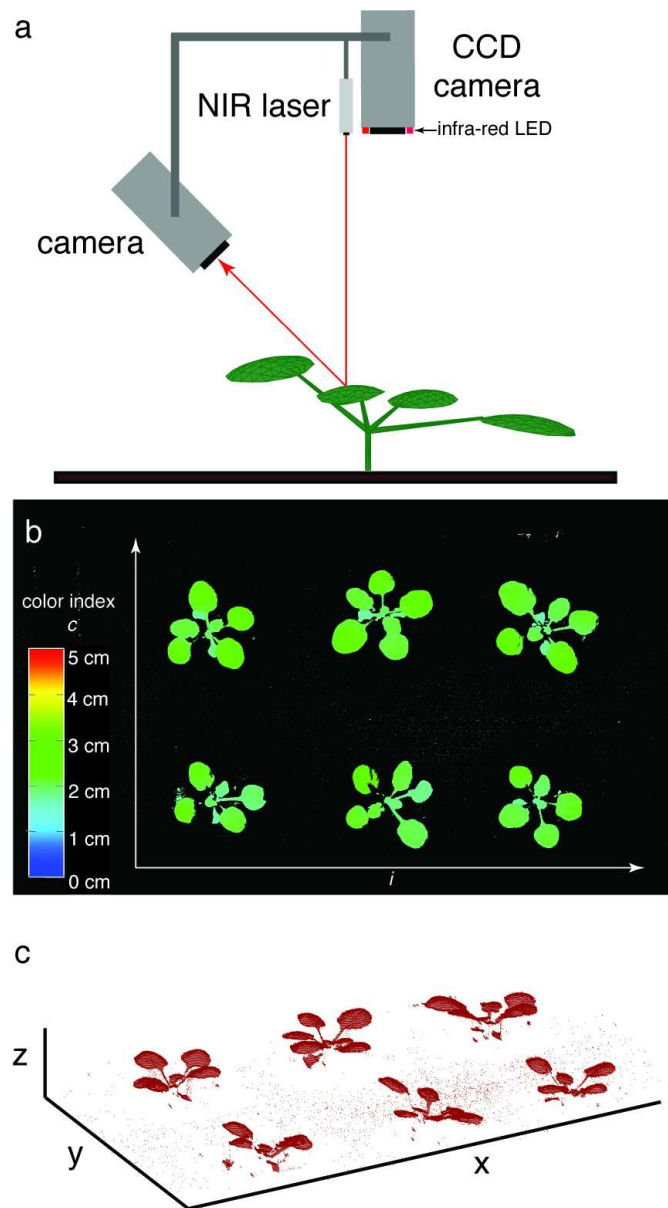 a
CCD
camera
NIR laser
infra-red LED
camera
b
color index
c
5 cm
4 cm
3 cm
2 cm
1 cm
0 cm
i
c
z
y
x